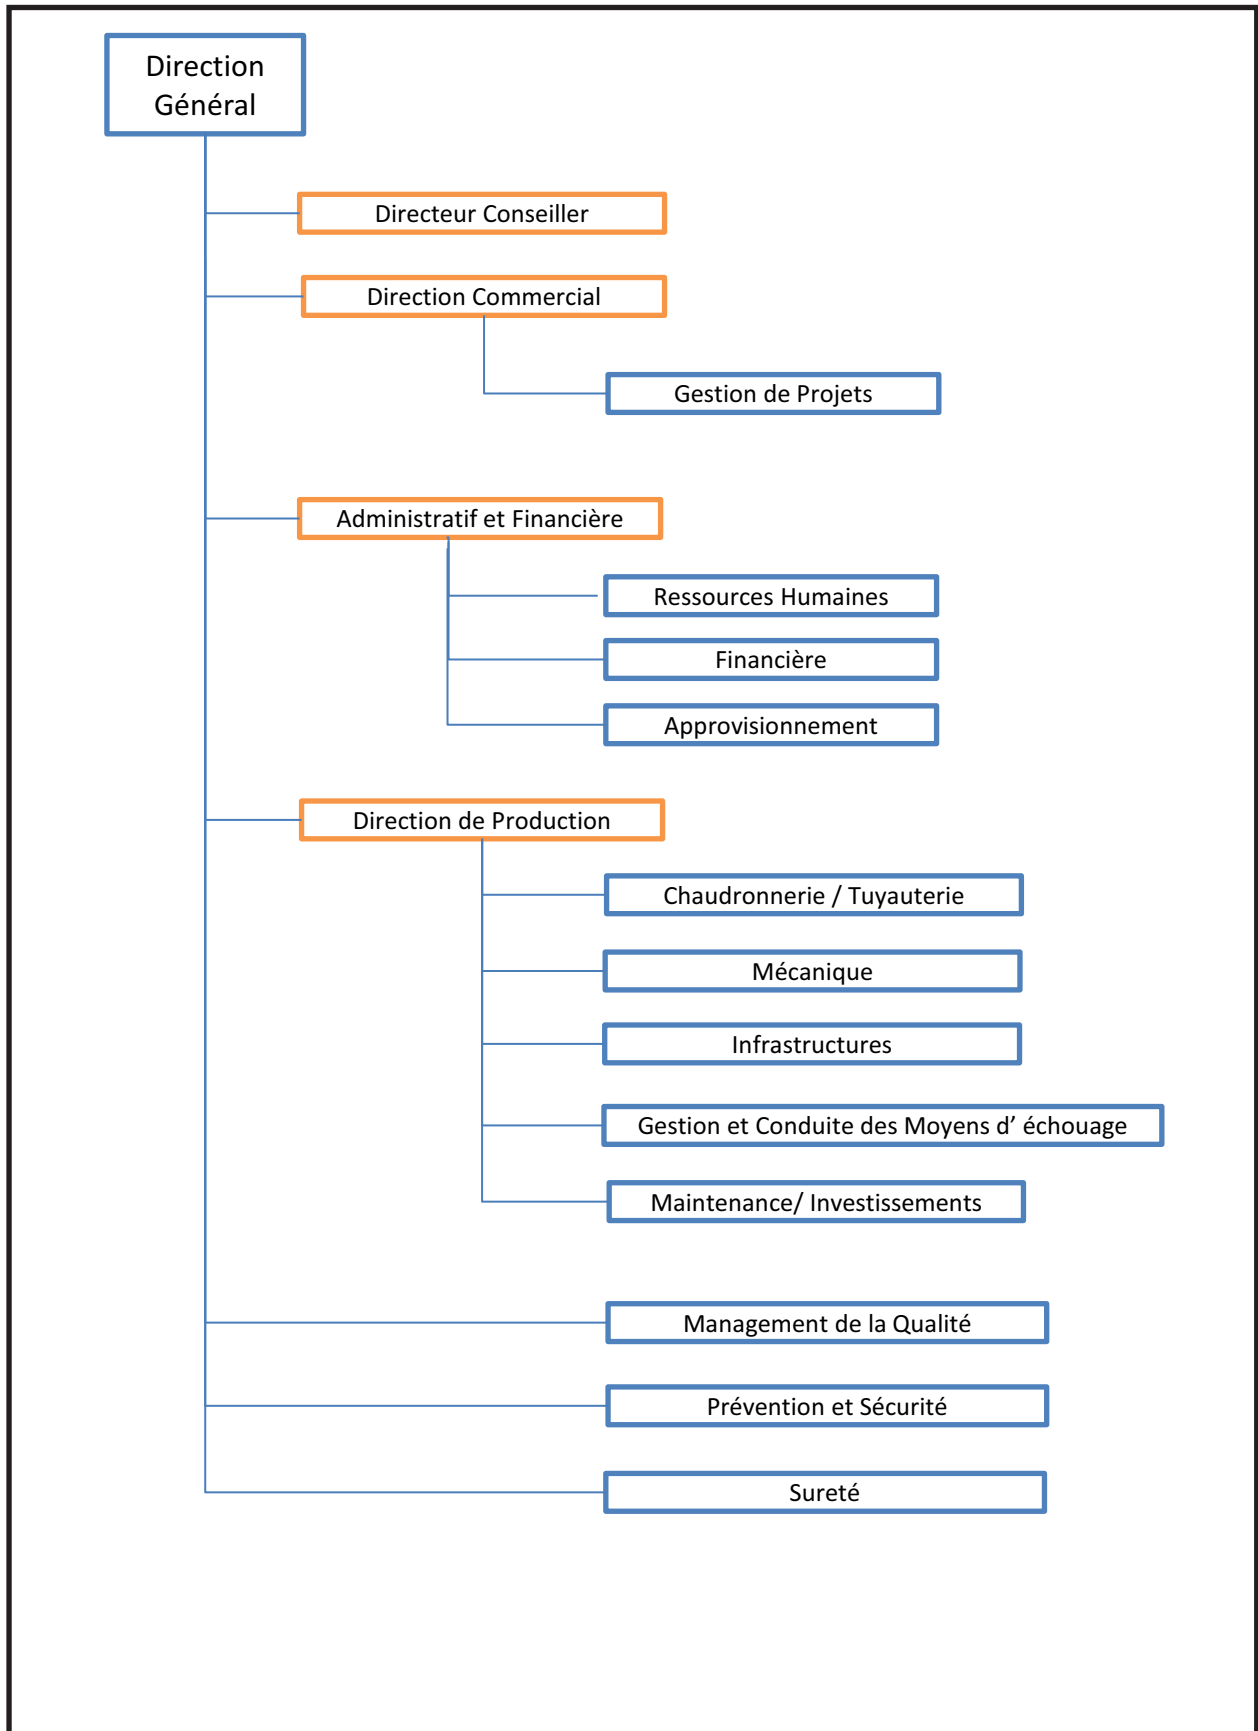 Direction
Général
Directeur Conseiller
Direction Commercial
Gestion de Projets
Administratif et Financière
Ressources Humaines
Financière
Approvisionnement
Direction de Production
Chaudronnerie / Tuyauterie
Mécanique
Infrastructures
Gestion et Conduite des Moyens d’ échouage
Maintenance/ Investissements
Management de la Qualité
Prévention et Sécurité
Sureté